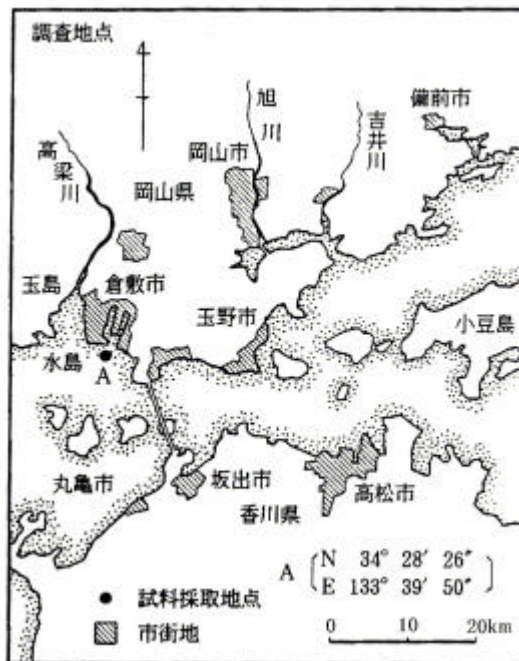 調査地点
4
旭川
吉井川
備前市
岡山市
高梁川
岡山県
玉島
倉敷市
玉野市
小豆島
水島
A
丸亀市
坂出市
高松市
香川県
A
N 34° 28′ 26″
E 133° 39′ 50″
● 試料採取地点
市街地
0 10 20km